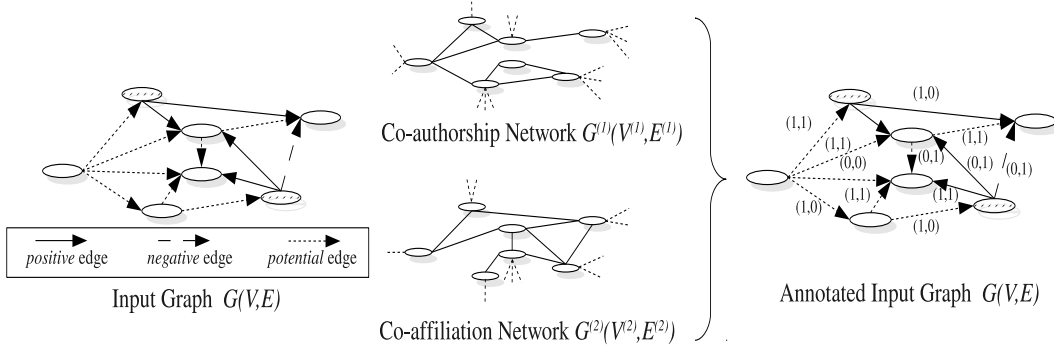 positive edge
negative edge
potential edge
Input Graph G(V,E)
Co-authorship Network G⁽¹⁾(V⁽¹⁾,E⁽¹⁾)
Co-affiliation Network G⁽²⁾(V⁽²⁾,E⁽²⁾)
(1,0)
(1,1)
(1,1)
(1,1)
(0,0)
(0,1)
(0,1)
/(0,1)
(1,1)
(1,1)
(1,0)
(1,0)
Annotated Input Graph G(V,E)